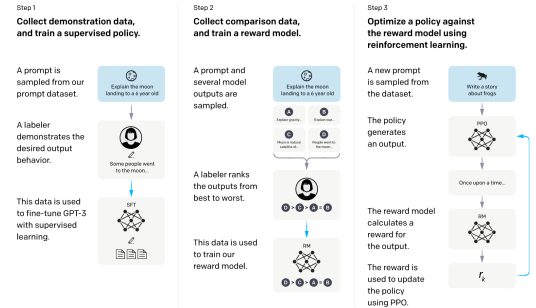 Step 1
Collect demonstration data,
and train a supervised policy.
A prompt is
sampled from our
prompt dataset.
Explain the moon
landing to a 6 year old
A labeler
demonstrates the
desired output
behavior.
Some people went
to the moon...
This data is used
to fine-tune GPT-3
with supervised
learning.
SFT
Step 2
Collect comparison data,
and train a reward model.
A prompt and
several model
outputs are
sampled.
Explain the moon
landing to a 6 year old
A
Explain gravity...
B
Explain war...
C
Moon is natural
satellite of...
D
People went to
the moon...
A labeler ranks
the outputs from
best to worst.
D > C > A = B
This data is used
to train our
reward model.
RM
D > C > A = B
Step 3
Optimize a policy against
the reward model using
reinforcement learning.
A new prompt
is sampled from
the dataset.
Write a story
about frogs
The policy
generates
an output.
PPO
Once upon a time...
The reward model
calculates a
reward for
the output.
RM
The reward is
used to update
the policy
using PPO.
rk